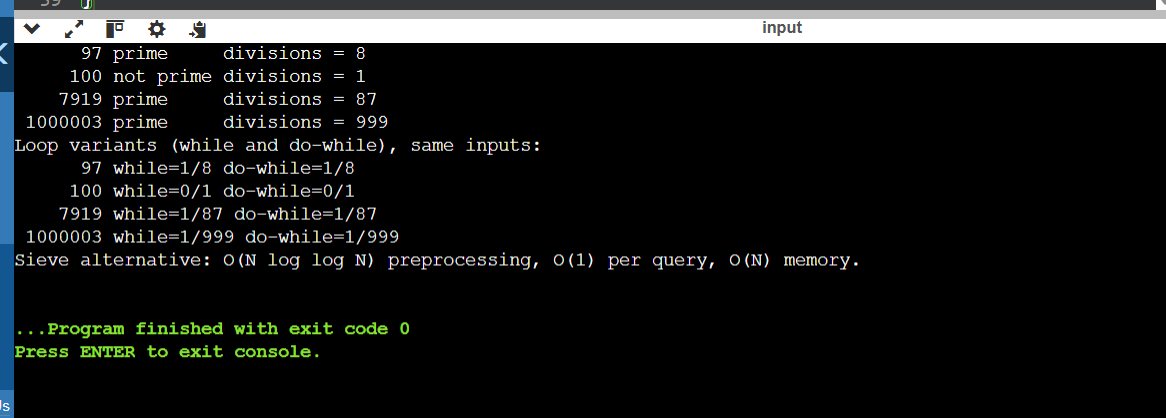 input
97 prime     divisions = 8
100 not prime divisions = 1
7919 prime     divisions = 87
1000003 prime     divisions = 999
Loop variants (while and do-while), same inputs:
97 while=1/8 do-while=1/8
100 while=0/1 do-while=0/1
7919 while=1/87 do-while=1/87
1000003 while=1/999 do-while=1/999
Sieve alternative: O(N log log N) preprocessing, O(1) per query, O(N) memory.
...Program finished with exit code 0
Press ENTER to exit console.